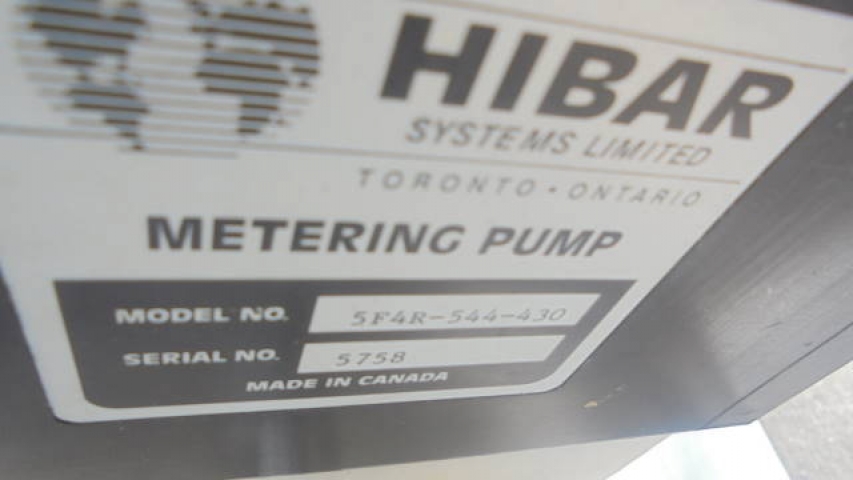 HIBAR
SYSTEMS LIMITED
TORONTO • ONTARIO
METERING PUMP
MODEL NO. 5F4R-544-430
SERIAL NO. 5758
MADE IN CANADA